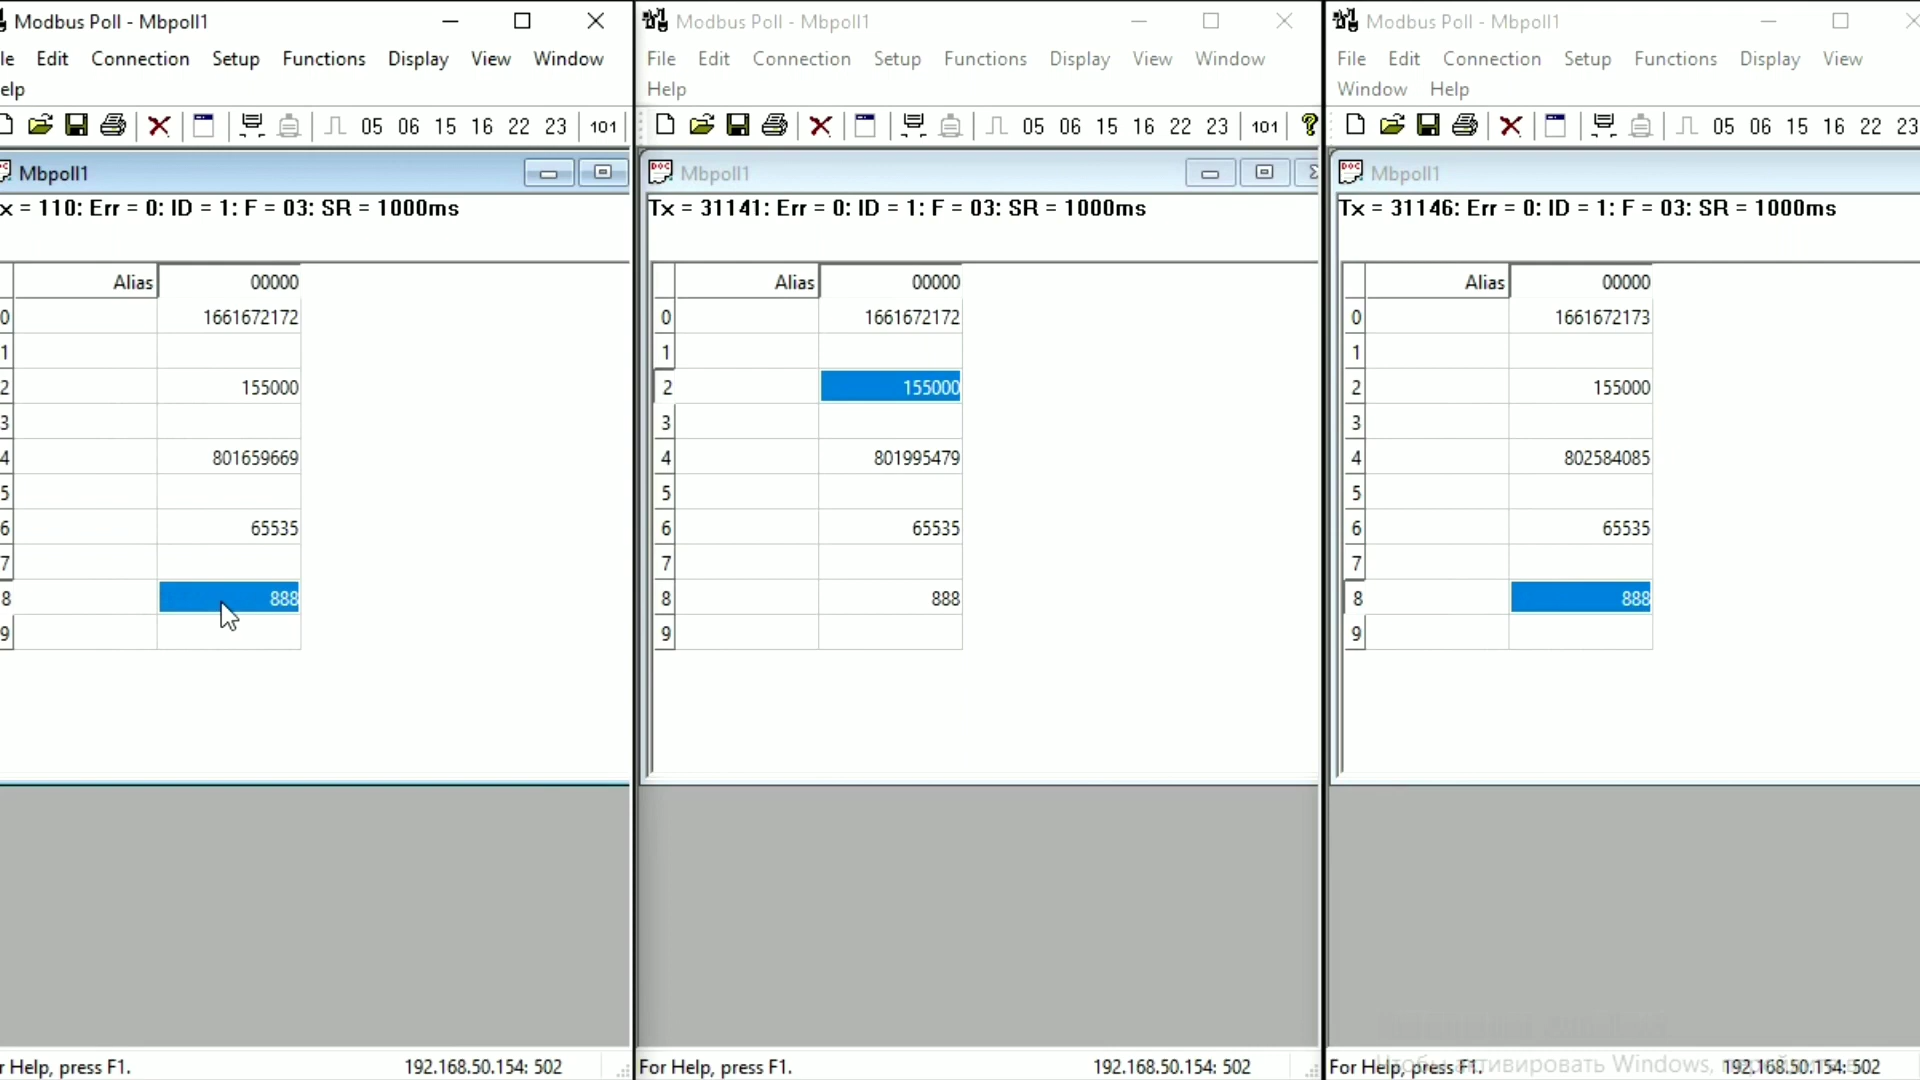 Modbus Poll - Mbpoll1
le Edit Connection Setup Functions Display View Window
elp
05 06 15 16 22 23 101
Mbpoll1
x = 110: Err = 0: ID = 1: F = 03: SR = 1000ms
Alias 00000
0 1661672172
1
2 155000
3
4 801659669
5
6 65535
7
8 888
9
r Help, press F1. 192.168.50.154: 502
Modbus Poll - Mbpoll1
File Edit Connection Setup Functions Display View Window
Help
05 06 15 16 22 23 101
Mbpoll1
Tx = 31141: Err = 0: ID = 1: F = 03: SR = 1000ms
Alias 00000
0 1661672172
1
2 155000
3
4 801995479
5
6 65535
7
8 888
9
For Help, press F1. 192.168.50.154: 502
Modbus Poll - Mbpoll1
File Edit Connection Setup Functions Display View
Window Help
05 06 15 16 22 23
Mbpoll1
Tx = 31146: Err = 0: ID = 1: F = 03: SR = 1000ms
Alias 00000
0 1661672173
1
2 155000
3
4 802584085
5
6 65535
7
8 888
9
For Help, press F1. 192.168.50.154: 502
Чтобы активировать Windows,